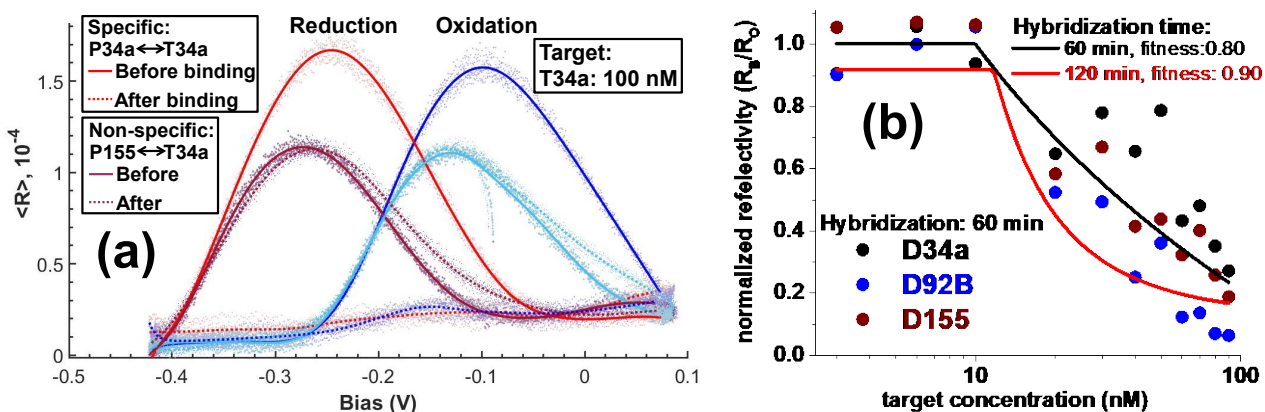 Specific:
P34a↔T34a
Before binding
After binding
Non-specific:
P155↔T34a
Before
After
Reduction
Oxidation
Target:
T34a: 100 nM
(a)
<R>, 10⁻⁴
1.5
1
0.5
0
-0.5
-0.4
-0.3
-0.2
-0.1
0
0.1
Bias (V)
b
Hybridization time:
60 min, fitness:0.80
120 min, fitness: 0.90
(b)
Hybridization: 60 min
D34a
D92B
D155
normalized refelectivity (R_B/R_O)
1.0
0.8
0.6
0.4
0.2
0.0
10
100
target concentration (nM)